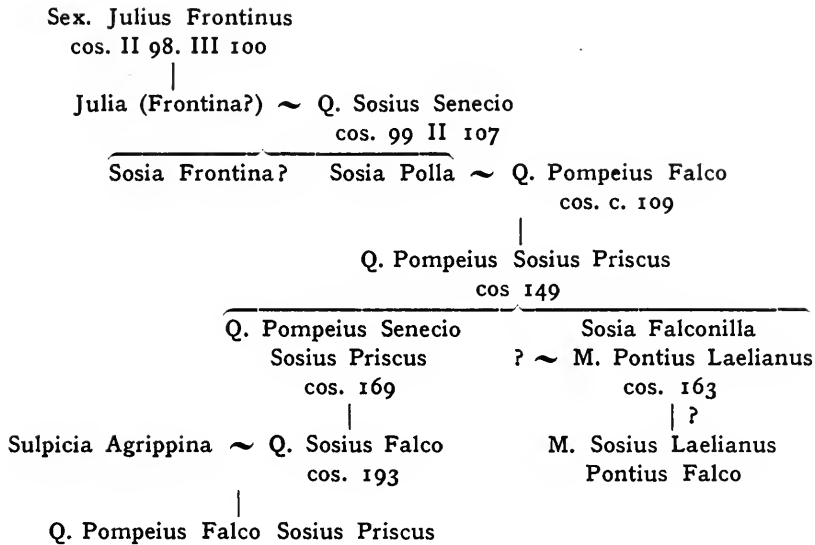 Sex. Julius Frontinus
cos. II 98. III 100
Julia (Frontina?) ~ Q. Sosius Senecio
cos. 99 II 107
Sosia Frontina? Sosia Polla ~ Q. Pompeius Falco
cos. c. 109
Q. Pompeius Sosius Priscus
cos 149
Q. Pompeius Senecio Sosia Falconilla
Sosius Priscus ? ~ M. Pontius Laelianus
cos. 169 cos. 163
?
Sulpicia Agrippina ~ Q. Sosius Falco M. Sosius Laelianus
cos. 193 Pontius Falco
Q. Pompeius Falco Sosius Priscus